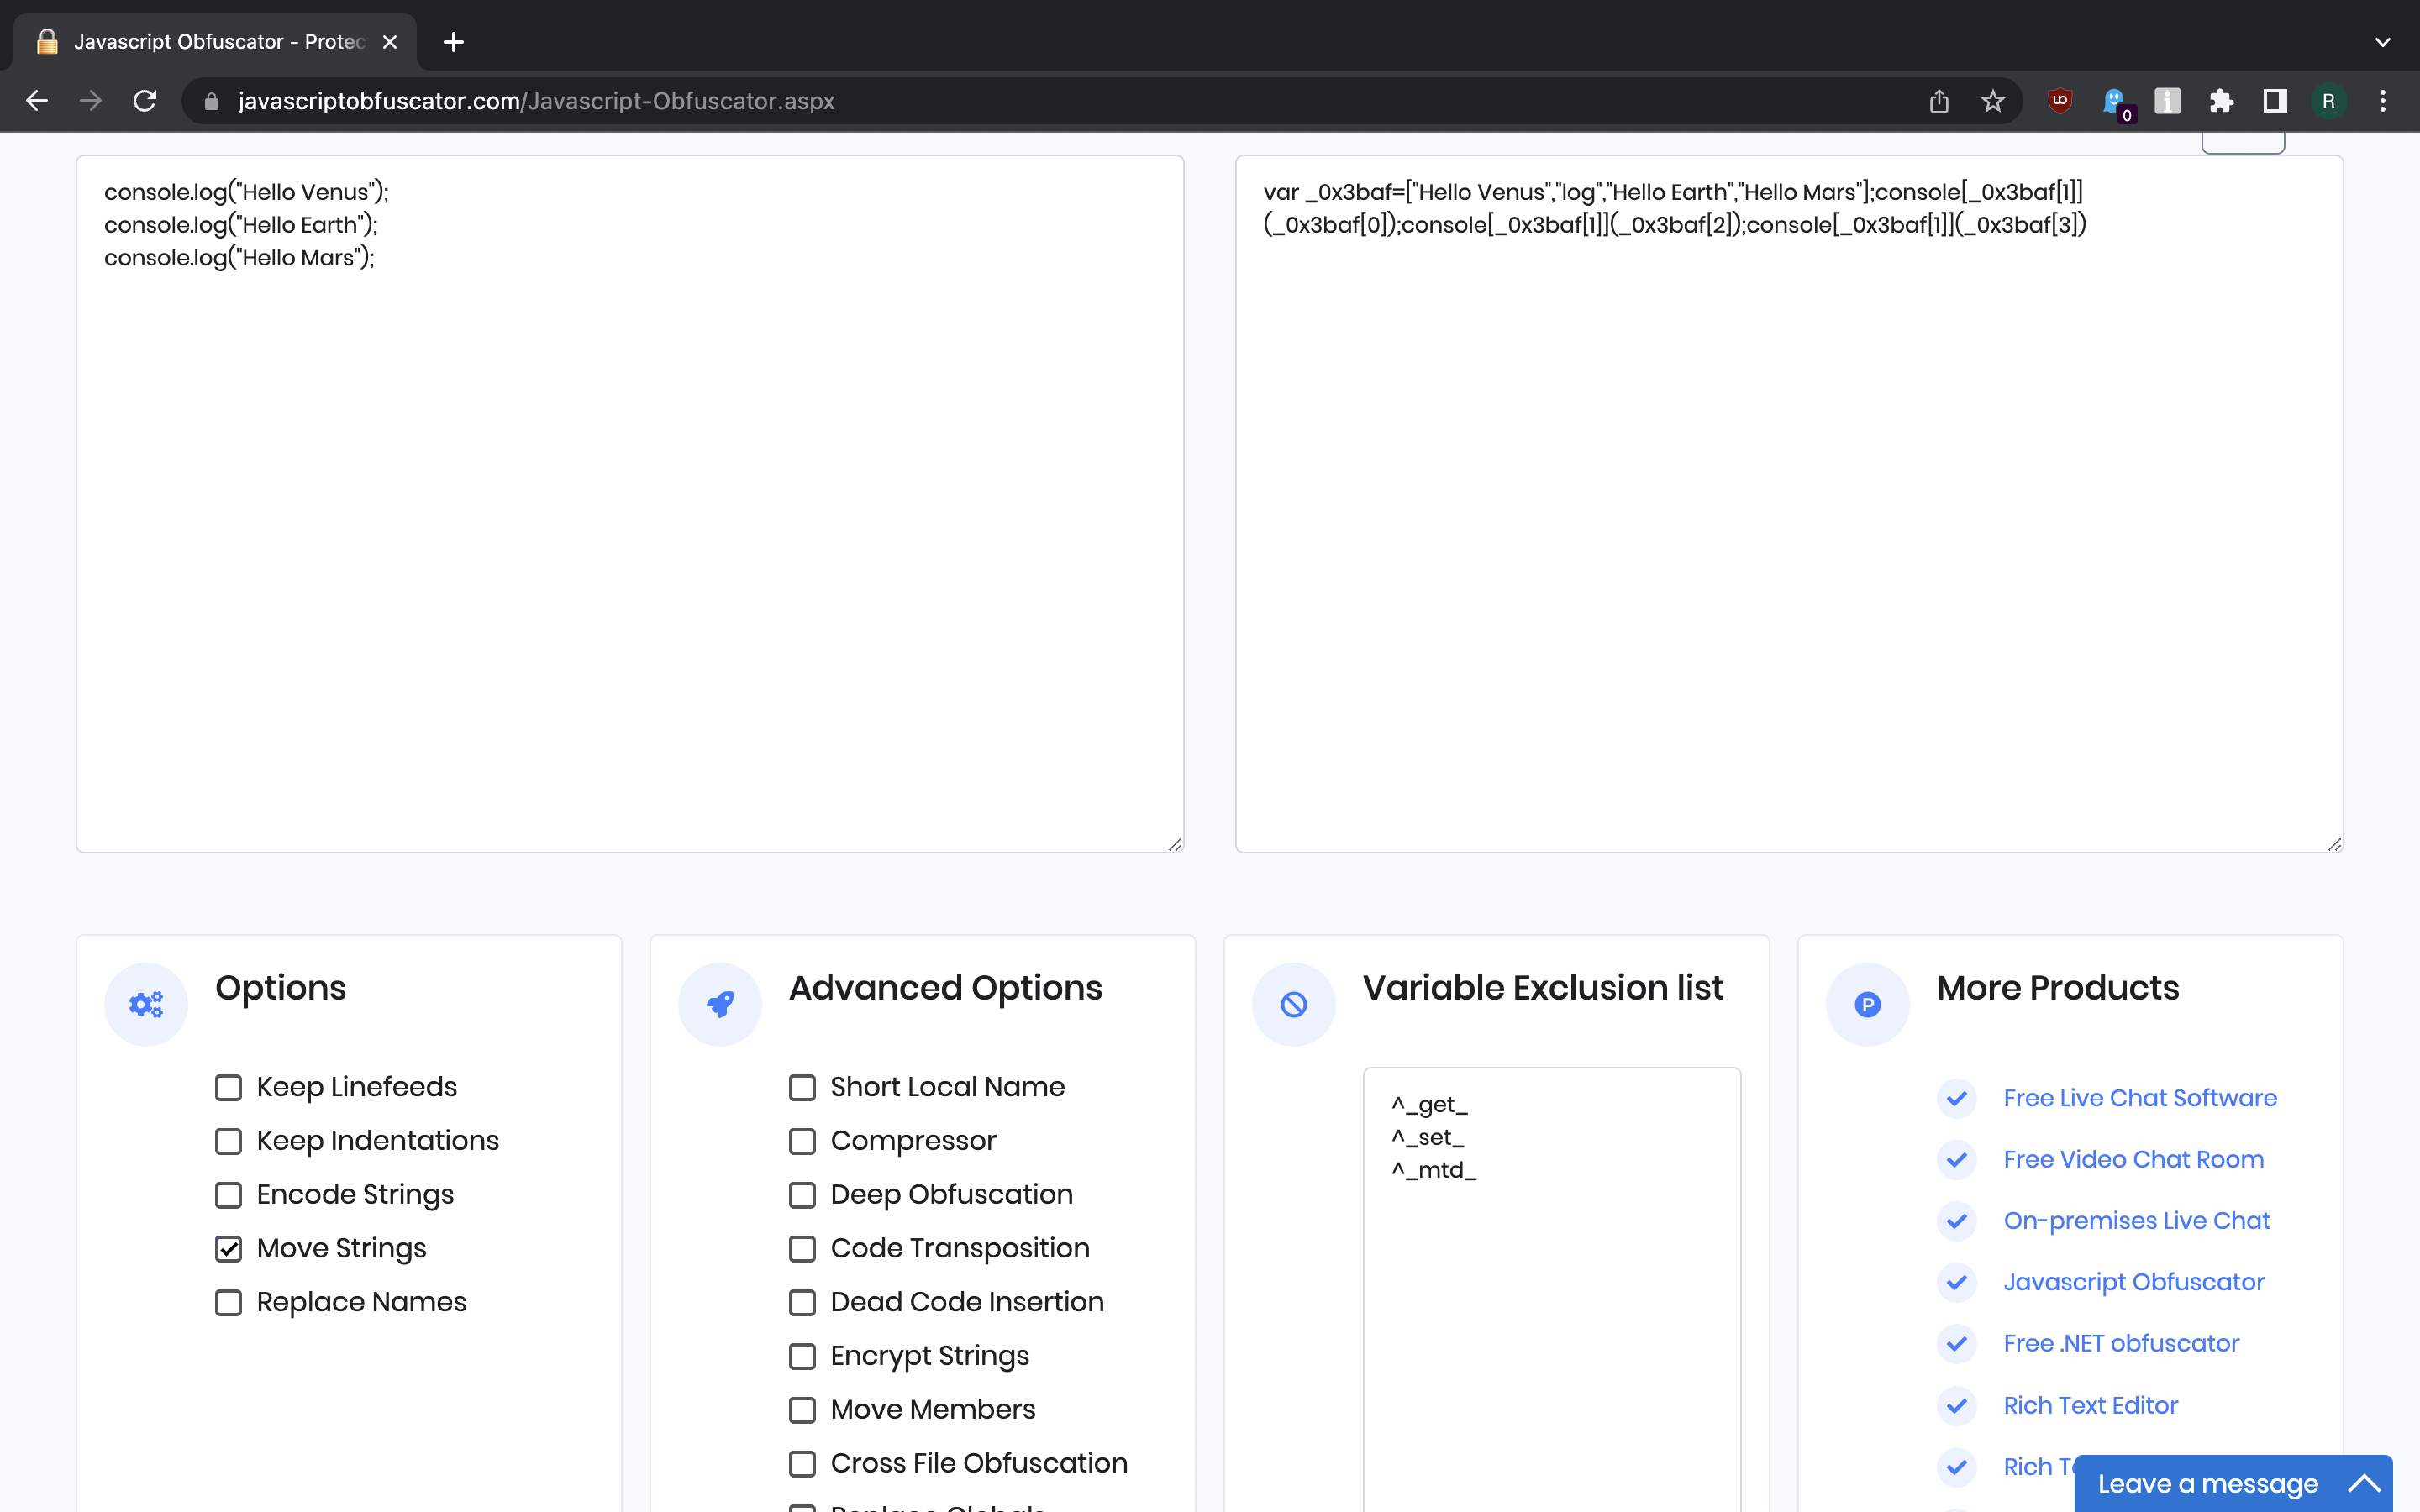 Javascript Obfuscator - Protec
javascriptobfuscator.com/Javascript-Obfuscator.aspx
0
R
console.log("Hello Venus");
console.log("Hello Earth");
console.log("Hello Mars");
var _0x3baf=["Hello Venus","log","Hello Earth","Hello Mars"];console[_0x3baf[1]]
(_0x3baf[0]);console[_0x3baf[1]](_0x3baf[2]);console[_0x3baf[1]](_0x3baf[3])
Options
Keep Linefeeds
Keep Indentations
Encode Strings
Move Strings
Replace Names
Advanced Options
Short Local Name
Compressor
Deep Obfuscation
Code Transposition
Dead Code Insertion
Encrypt Strings
Move Members
Cross File Obfuscation
Variable Exclusion list
^_get_
^_set_
^_mtd_
P
More Products
Free Live Chat Software
Free Video Chat Room
On-premises Live Chat
Javascript Obfuscator
Free .NET obfuscator
Rich Text Editor
Rich
Leave a message